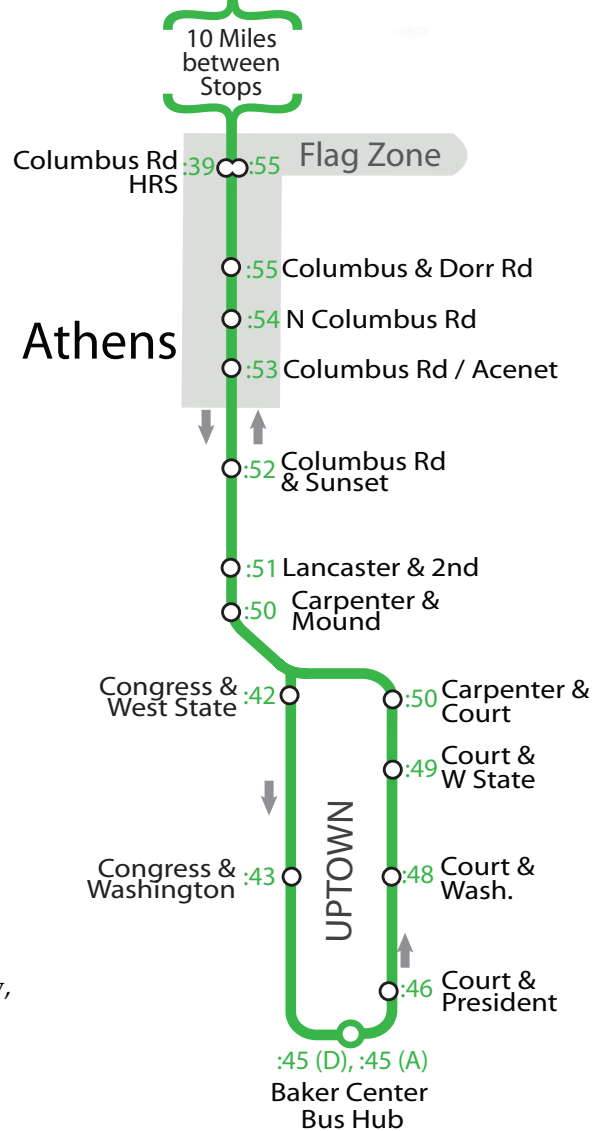 10 Miles
between
Stops
Flag Zone
Columbus Rd :39 :55
HRS
:55 Columbus & Dorr Rd
:54 N Columbus Rd
Athens
:53 Columbus Rd / Acenet
:52 Columbus Rd
& Sunset
:51 Lancaster & 2nd
:50 Carpenter &
Mound
Congress & :42
West State
:50 Carpenter &
Court
:49 Court &
W State
UPTOWN
Congress & :43
Washington
:48 Court &
Wash.
:46 Court &
President
:45 (D), :45 (A)
Baker Center
Bus Hub